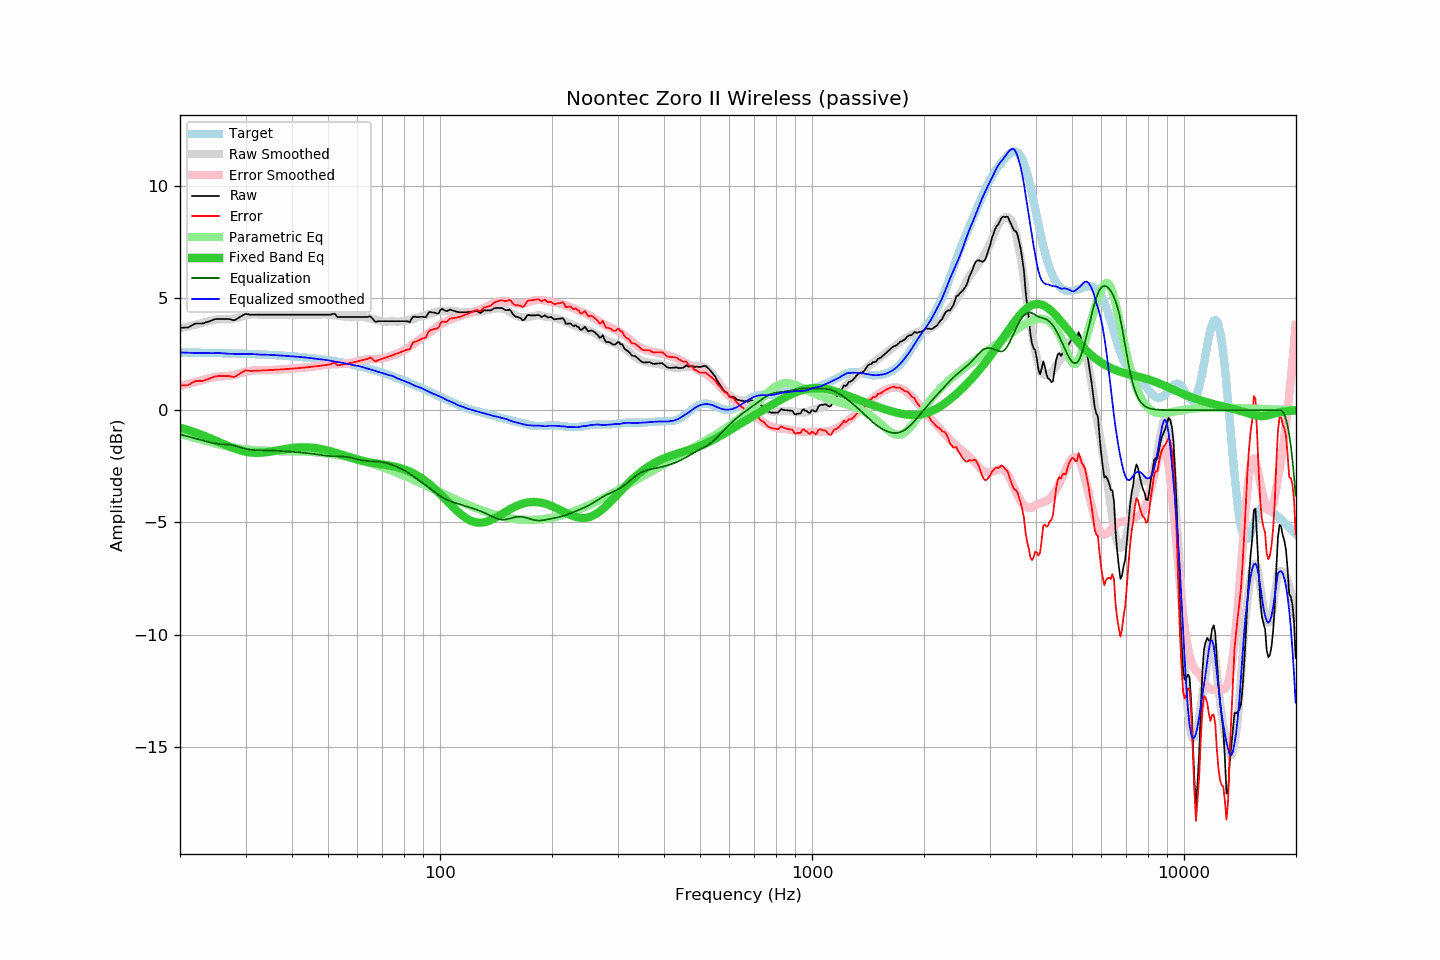 Noontec Zoro II Wireless (passive)
Target
Raw Smoothed
Error Smoothed
Raw
Error
Parametric Eq
Fixed Band Eq
Equalization
Equalized smoothed
10
5
0
−5
−10
−15
Amplitude (dBr)
100
1000
10000
Frequency (Hz)